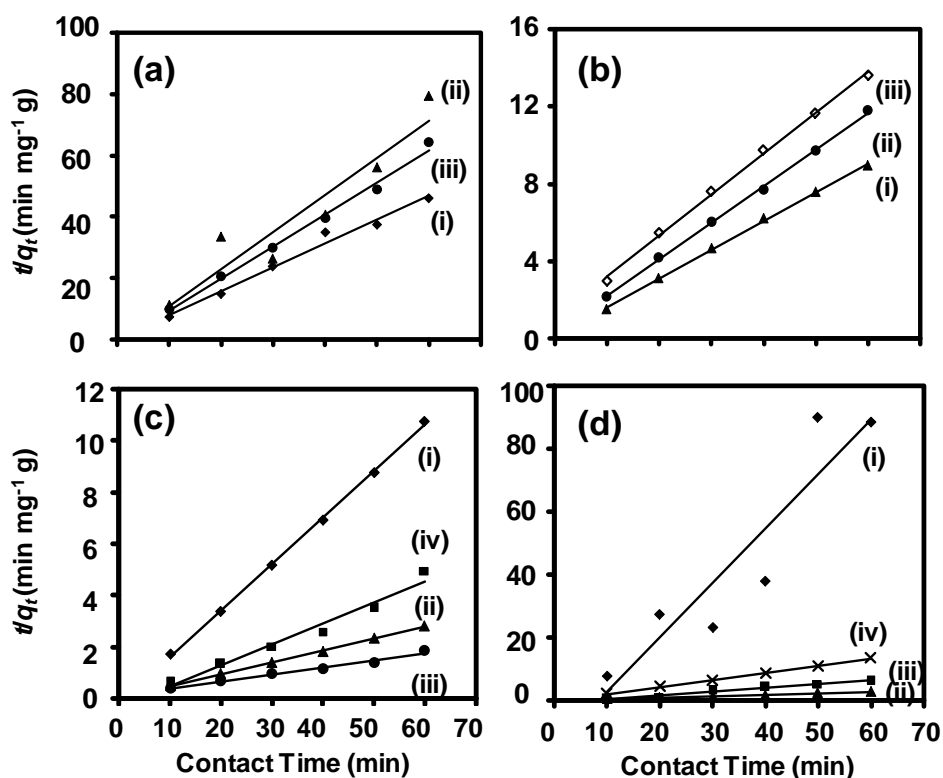 (a)
100
80
60
40
20
0
t/qt (min mg⁻¹ g)
(ii)
(iii)
(i)
(b)
16
12
8
4
0
(iii)
(ii)
(i)
(c)
12
10
8
6
4
2
0
t/qt (min mg⁻¹ g)
(i)
(iv)
(ii)
(iii)
0 10 20 30 40 50 60 70
Contact Time (min)
(d)
100
80
60
40
20
0
(i)
(iv)
(iii)
(ii)
0 10 20 30 40 50 60 70
Contact Time (min)